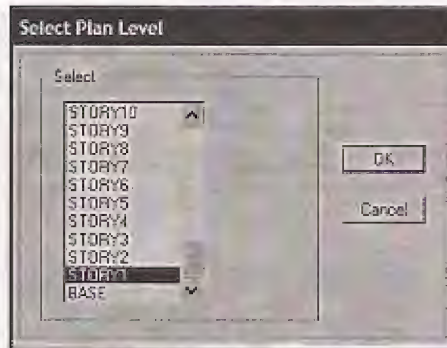 Select Plan Level
Select
STORY10
STORY9
STORY8
STORY7
STORY6
STORY5
STORY4
STORY3
STORY2
STORY1
BASE
OK
Cancel